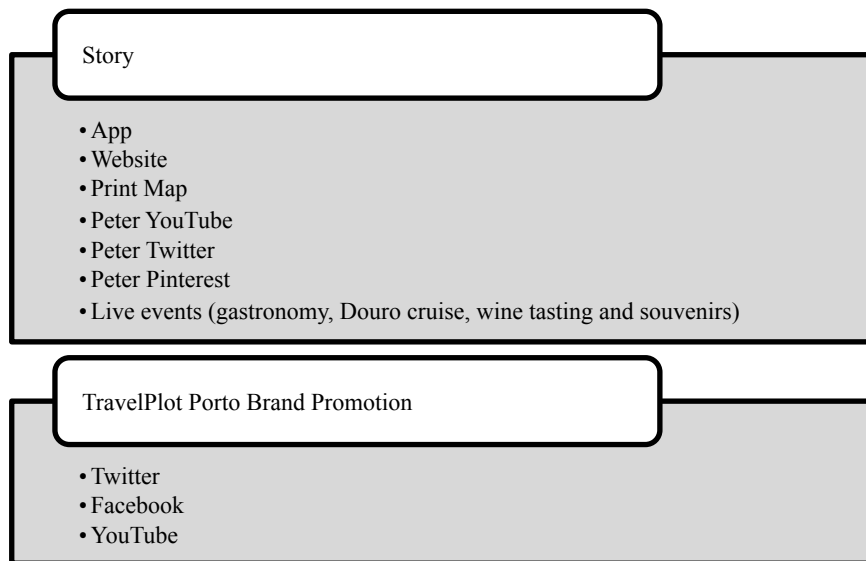 Story
• App
• Website
• Print Map
• Peter YouTube
• Peter Twitter
• Peter Pinterest
• Live events (gastronomy, Douro cruise, wine tasting and souvenirs)
TravelPlot Porto Brand Promotion
• Twitter
• Facebook
• YouTube